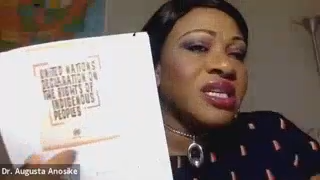 UNITED NATIONS
DECLARATION ON
THE RIGHTS OF
INDIGENOUS
PEOPLES
Dr. Augusta Anosike